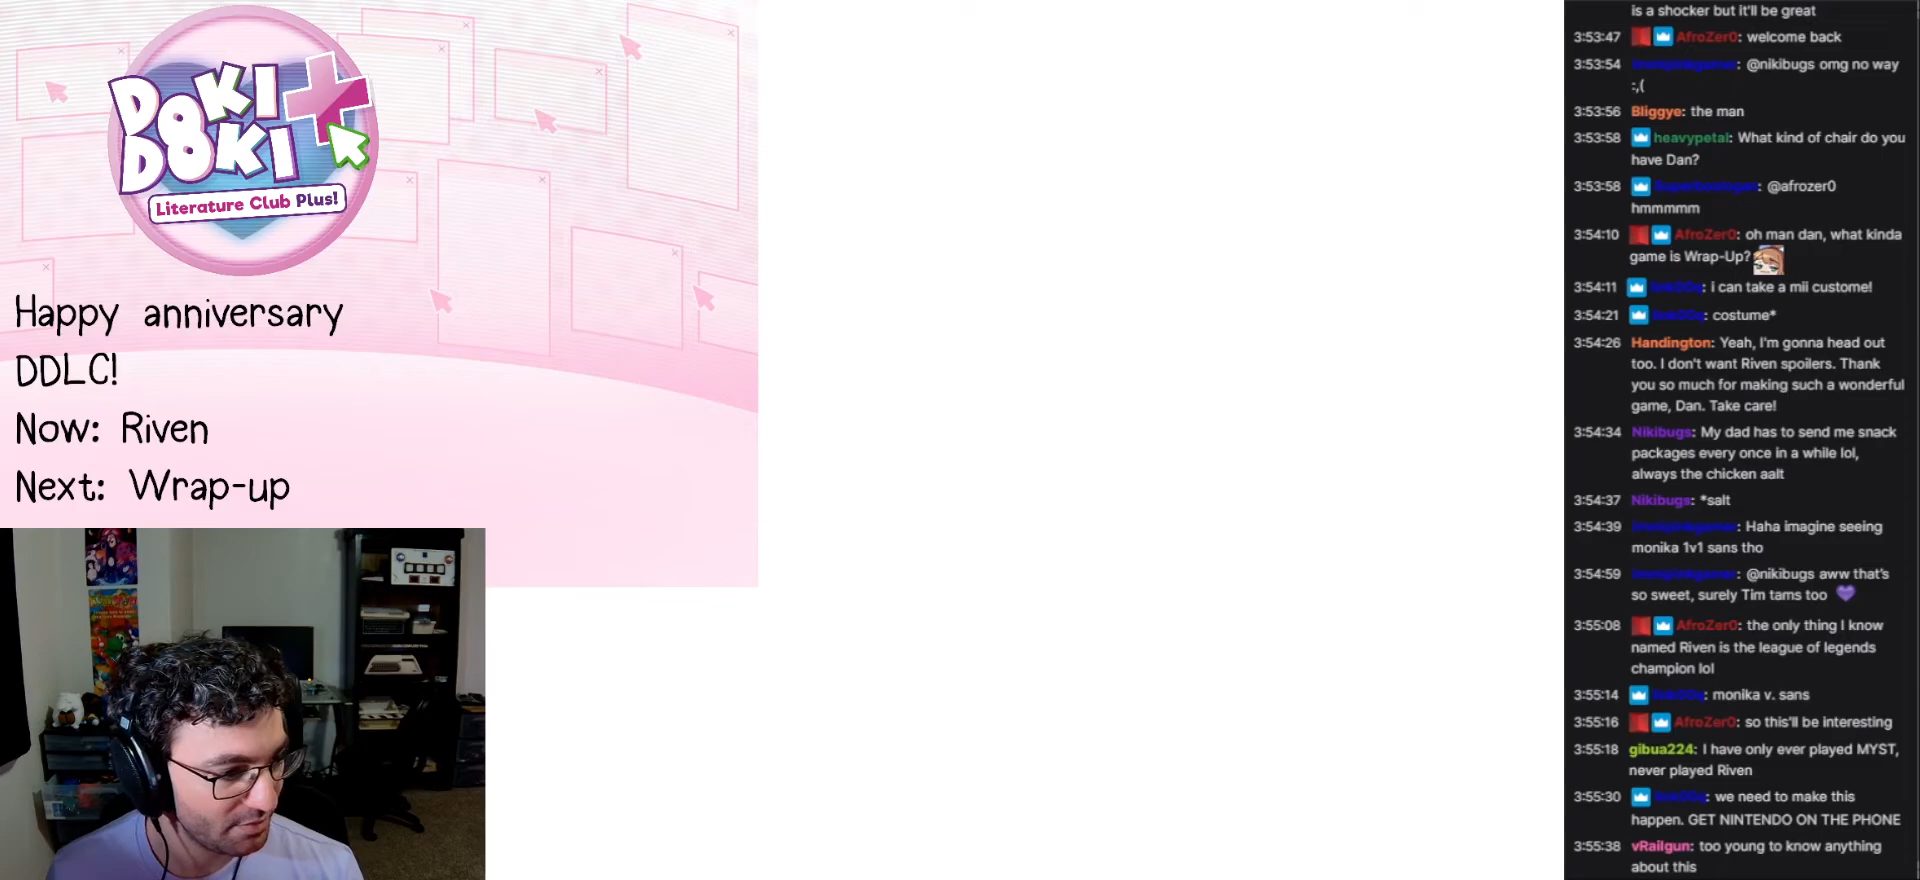 DOKI
DOKI
Literature Club Plus!
Happy anniversary
DDLC!
Now: Riven
Next: Wrap-up
is a shocker but it'll be great
3:53:47 AfroZer0: welcome back
3:53:54 : @nikibugs omg no way
:,(
3:53:56 Bliggye: the man
3:53:58 heavypetal: What kind of chair do you
have Dan?
3:53:58 : @afrozer0
hmmmmm
3:54:10 AfroZer0: oh man dan, what kinda
game is Wrap-Up?
3:54:11 : i can take a mii custome!
3:54:21 : costume*
3:54:26 Handington: Yeah, I'm gonna head out
too. I don't want Riven spoilers. Thank
you so much for making such a wonderful
game, Dan. Take care!
3:54:34 Nikibugs: My dad has to send me snack
packages every once in a while lol,
always the chicken aalt
3:54:37 Nikibugs: *salt
3:54:39 : Haha imagine seeing
monika 1v1 sans tho
3:54:59 : @nikibugs aww that's
so sweet, surely Tim tams too
3:55:08 AfroZer0: the only thing I know
named Riven is the league of legends
champion lol
3:55:14 : monika v. sans
3:55:16 AfroZer0: so this'll be interesting
3:55:18 gibua224: I have only ever played MYST,
never played Riven
3:55:30 : we need to make this
happen. GET NINTENDO ON THE PHONE
3:55:38 vRailgun: too young to know anything
about this